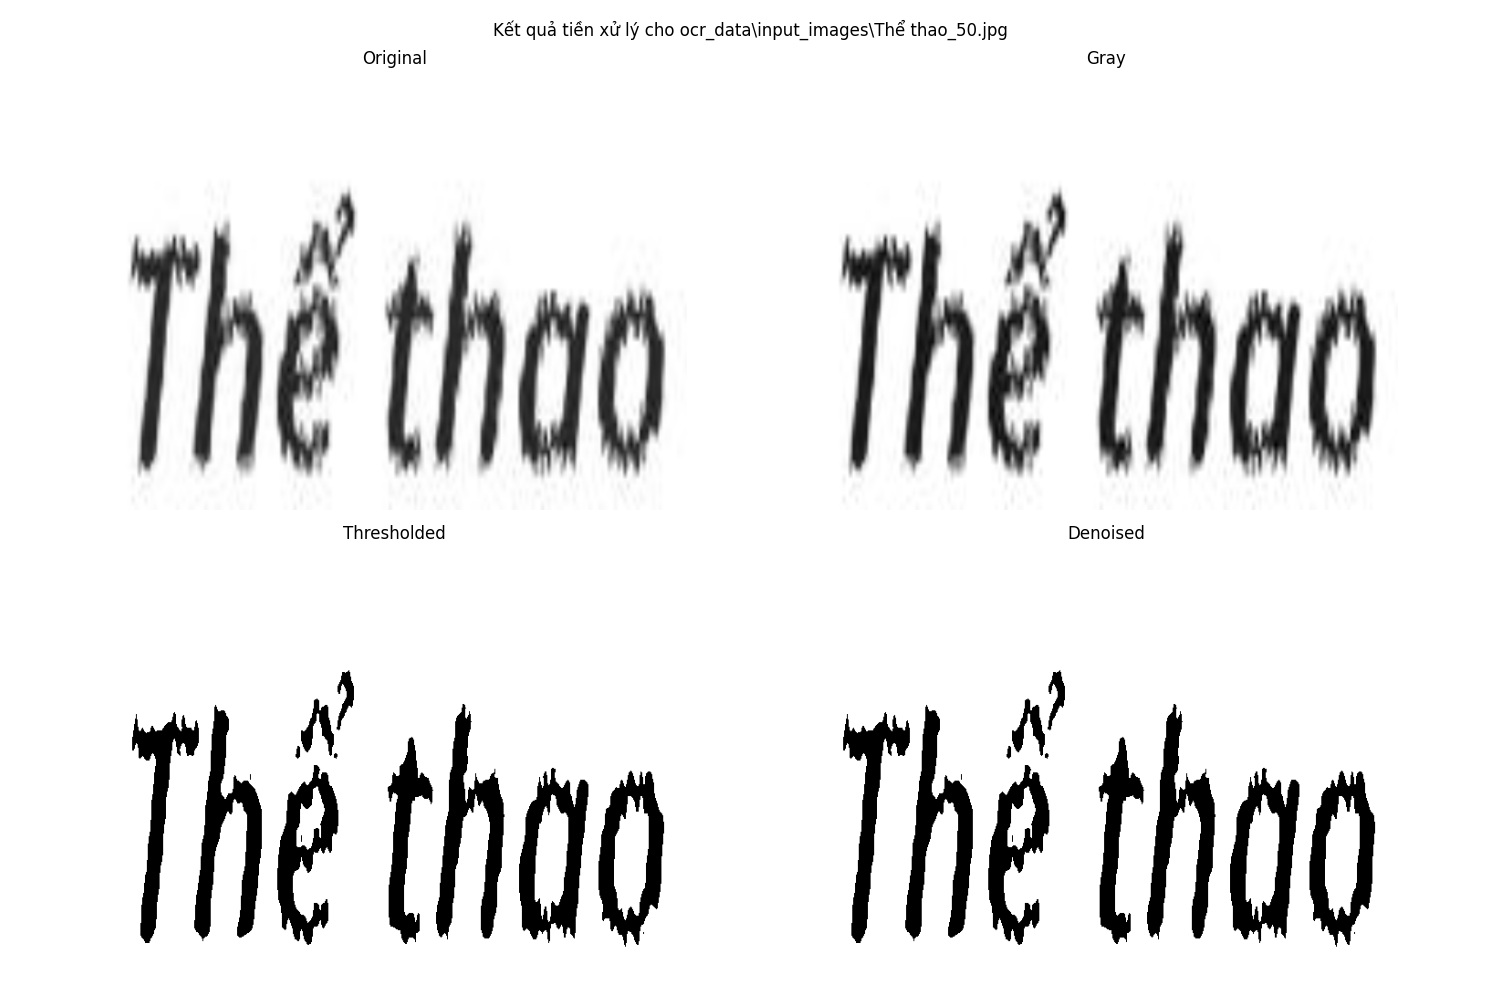 Kết quả tiền xử lý cho ocr_data\input_images\Thể thao_50.jpg
Original
Gray
Thể thao
Thể thao
Thresholded
Denoised
Thể thao
Thể thao